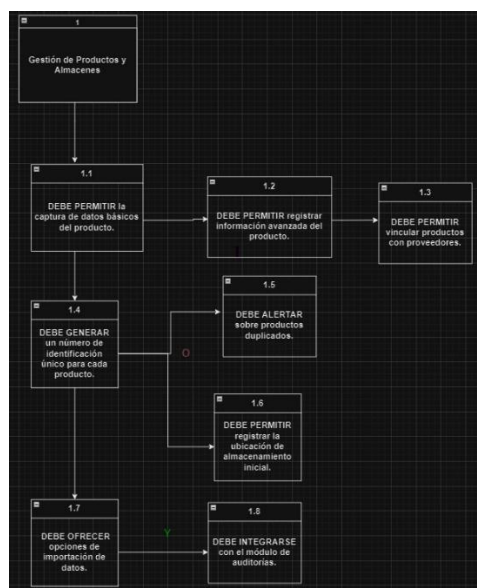 1
Gestión de Productos y
Almacenes
1.1
DEBE PERMITIR la
captura de datos básicos
del producto.
1.2
DEBE PERMITIR registrar
información avanzada del
producto.
1.3
DEBE PERMITIR
vincular productos
con proveedores.
1.4
DEBE GENERAR
un número de
identificación
único para cada
producto.
1.5
DEBE ALERTAR
sobre productos
duplicados.
O
1.6
DEBE PERMITIR
registrar la
ubicación de
almacenamiento
inicial.
1.7
DEBE OFRECER
opciones de
importación de
datos.
Y
1.8
DEBE INTEGRARSE
con el módulo de
auditorías.